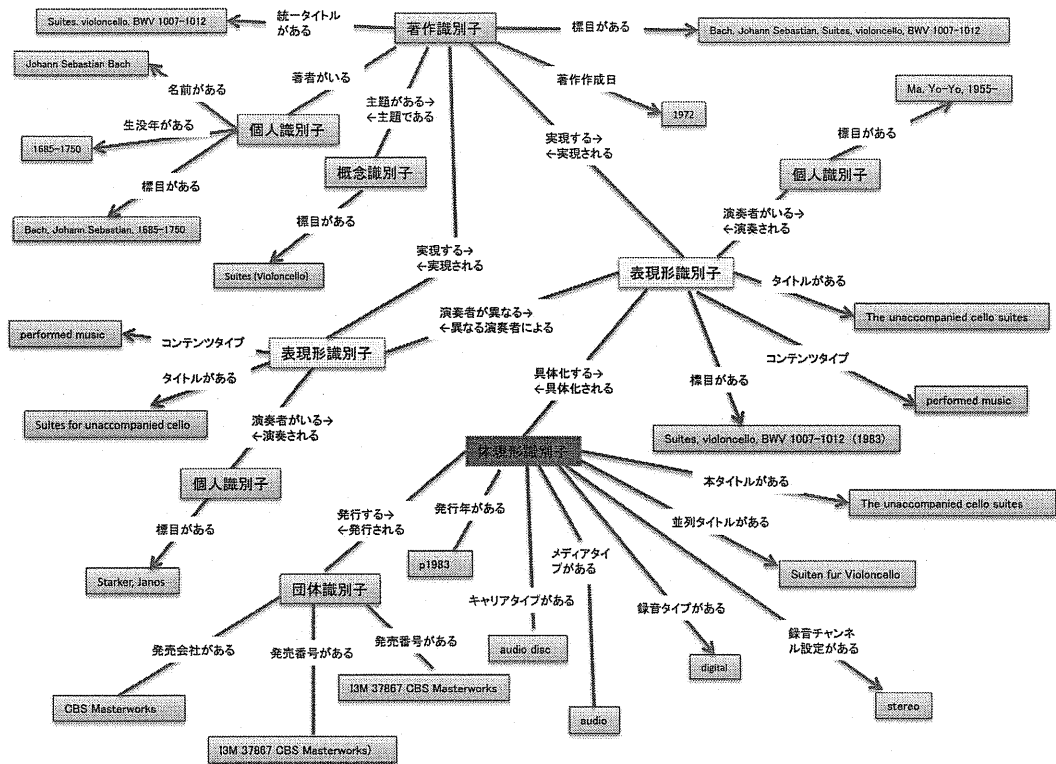 Suites, violoncello, BWV 1007-1012
統一タイトル
がある
著作識別子
標目がある
Bach, Johann Sebastian, Suites, violoncello, BWV 1007-1012
Johann Sebastian Bach
名前がある
著者がいる
主題がある→
←主題である
著作作成日
1972
Ma, Yo-Yo, 1955-
標目がある
生没年がある
1685-1750
個人識別子
実現する→
←実現される
個人識別子
概念識別子
標目がある
Bach, Johann Sebastian, 1685-1750
標目がある
演奏者がいる→
←演奏される
Suites (Violoncello)
実現する→
←実現される
表現形識別子
タイトルがある
The unaccompanied cello suites
演奏者が異なる→
←異なる演奏者による
performed music
コンテンツタイプ
表現形識別子
コンテンツタイプ
タイトルがある
具体化する→
←具体化される
標目がある
performed music
Suites for unaccompanied cello
演奏者がいる→
←演奏される
Suites, violoncello, BWV 1007-1012 (1983)
体現形識別子
個人識別子
本タイトルがある
The unaccompanied cello suites
標目がある
発行する→
←発行される
発行年がある
並列タイトルがある
p1983
メディアタイ
プがある
Suiten fur Violoncello
Starker, Janos
団体識別子
キャリアタイプがある
録音タイプがある
録音チャンネ
ル設定がある
発売会社がある
発売番号がある
発売番号がある
audio disc
digital
I3M 37867 CBS Masterworks
CBS Masterworks
audio
stereo
I3M 37867 CBS Masterworks)